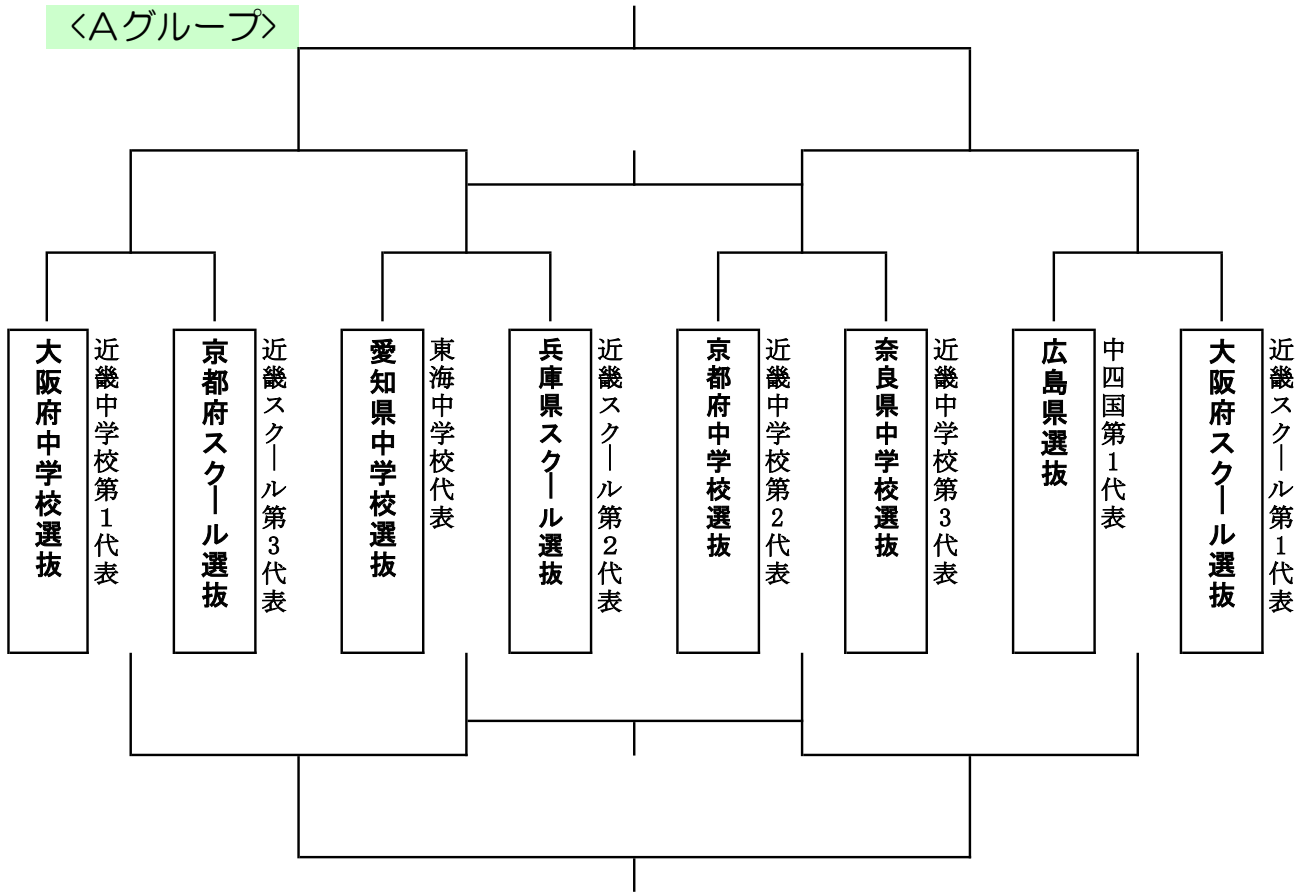 <Aグループ>
大阪府中学校選抜
近畿中学校第1代表
京都府スクール選抜
近畿スクール第3代表
愛知県中学校選抜
東海中学校代表
兵庫県スクール選抜
近畿スクール第2代表
京都府中学校選抜
近畿中学校第2代表
奈良県中学校選抜
近畿中学校第3代表
広島県選抜
中四国第1代表
大阪府スクール選抜
近畿スクール第1代表